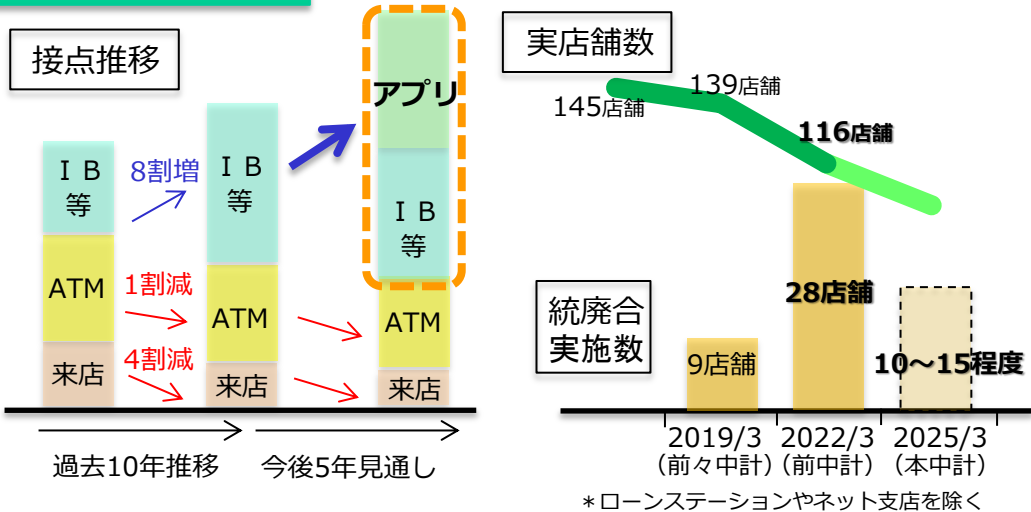 接点推移
ＩＢ
等
ATM
来店
8割増
1割減
4割減
ＩＢ
等
ATM
来店
アプリ
ＩＢ
等
ATM
来店
過去10年推移
今後5年見通し
実店舗数
145店舗
139店舗
116店舗
統廃合
実施数
9店舗
28店舗
10～15程度
2019/3
(前々中計)
2022/3
(前中計)
2025/3
(本中計)
＊ローンステーションやネット支店を除く